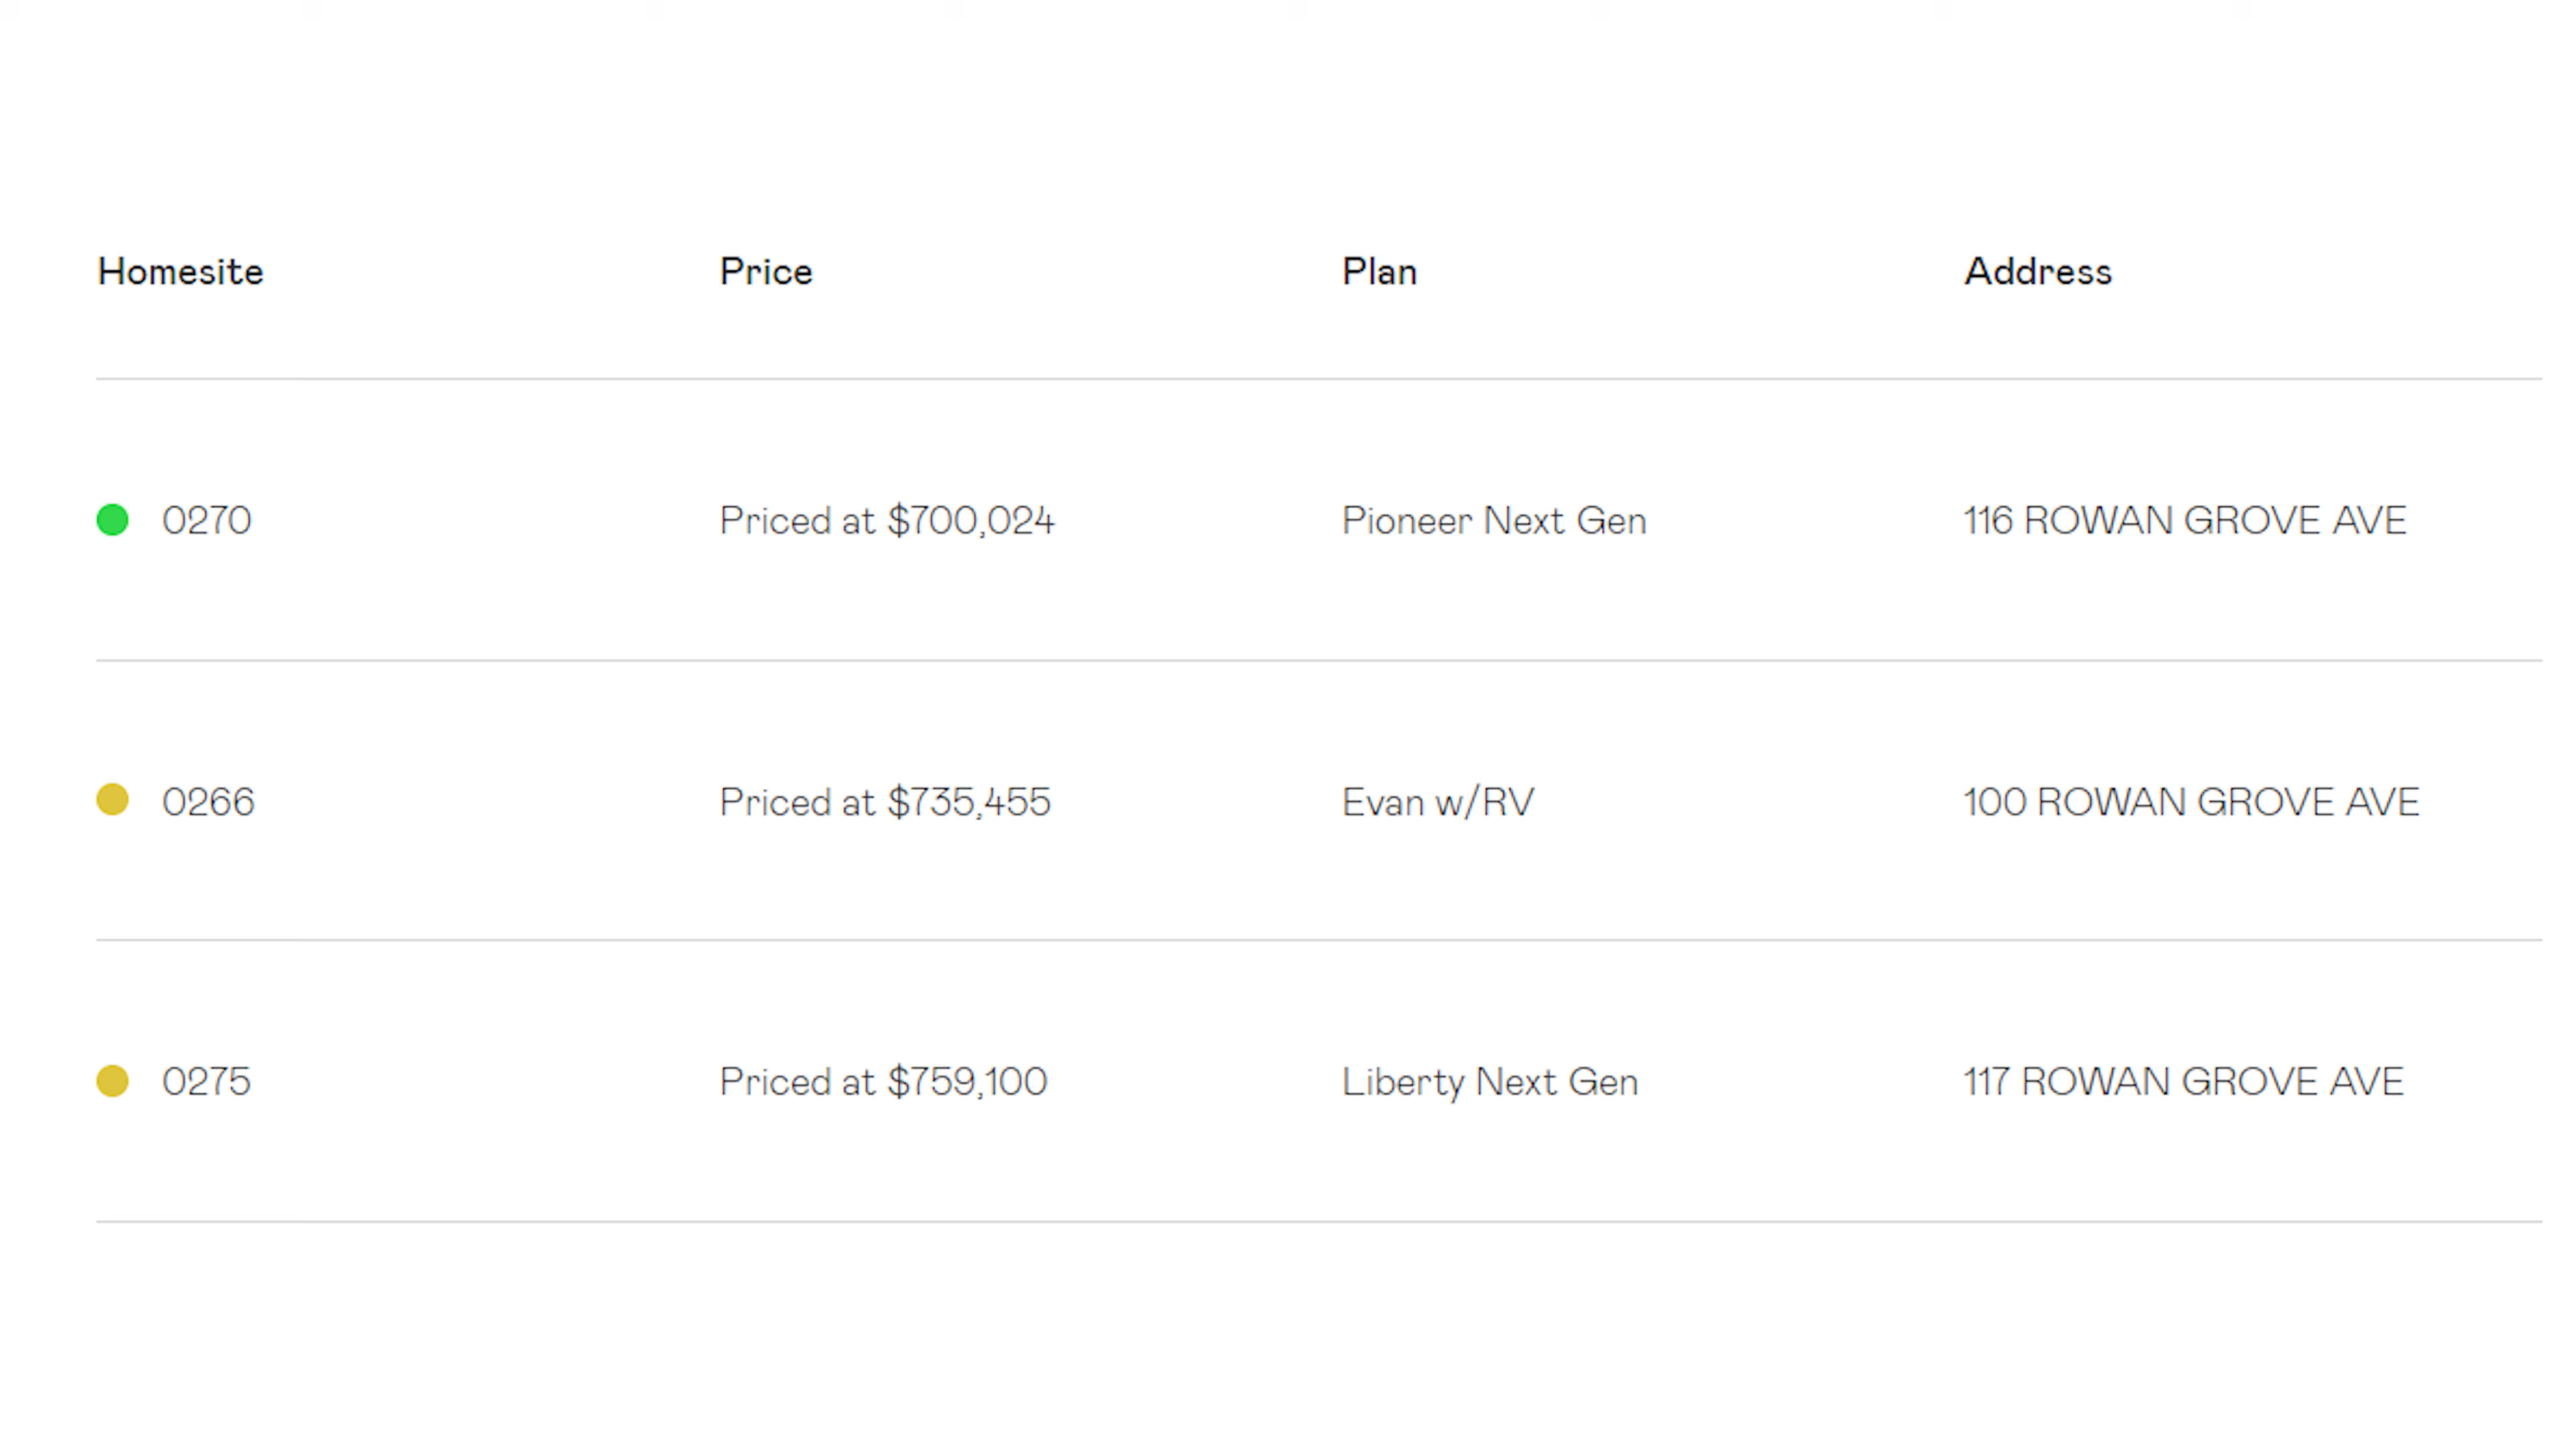 Homesite Price Plan Address
0270 Priced at $700,024 Pioneer Next Gen 116 ROWAN GROVE AVE
0266 Priced at $735,455 Evan w/RV 100 ROWAN GROVE AVE
0275 Priced at $759,100 Liberty Next Gen 117 ROWAN GROVE AVE